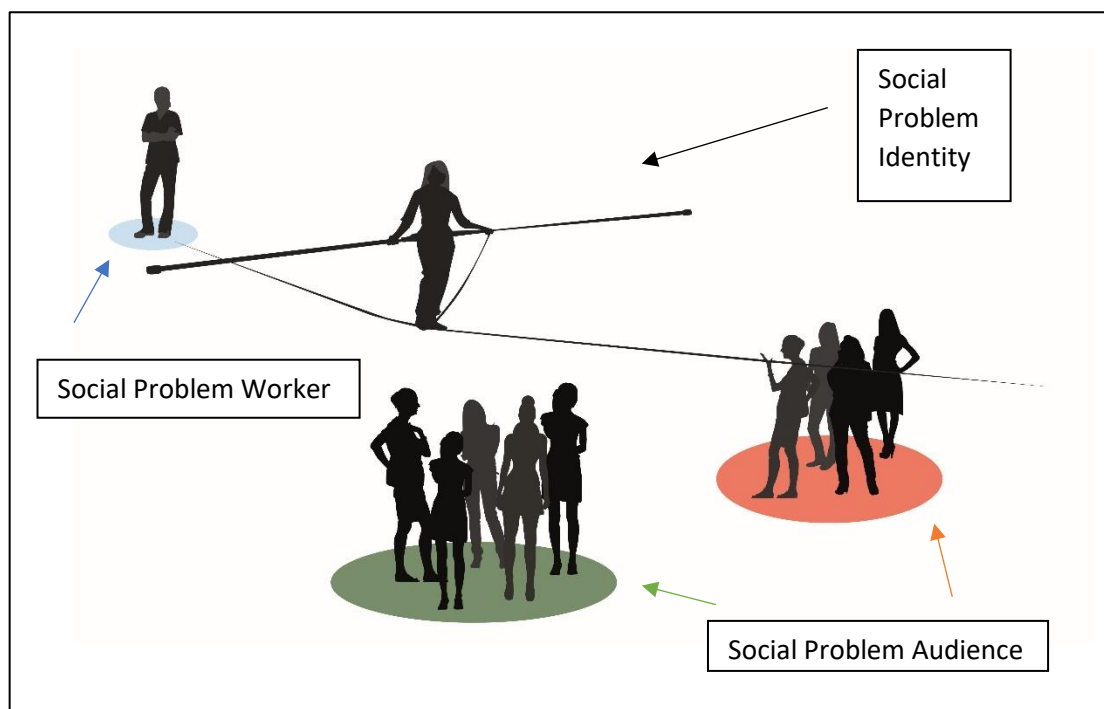 Social
Problem
Identity
Social Problem Worker
Social Problem Audience